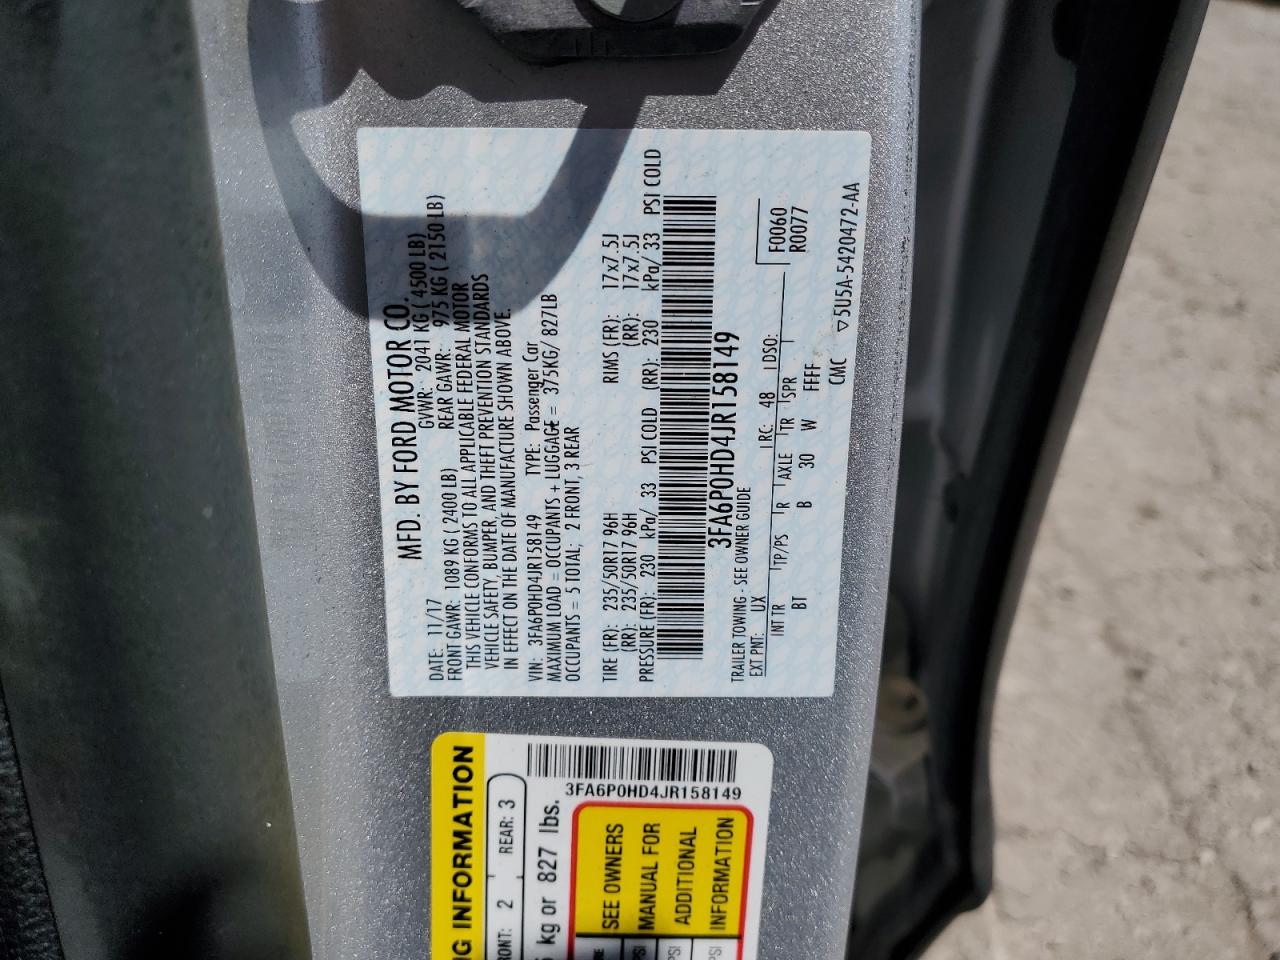 MFD. BY FORD MOTOR CO.
DATE: 11/17 GVWR: 2041 KG ( 4500 LB)
FRONT GAWR: 1089 KG ( 2400 LB) REAR GAWR: 975 KG ( 2150 LB)
THIS VEHICLE CONFORMS TO ALL APPLICABLE FEDERAL MOTOR
VEHICLE SAFETY, BUMPER, AND THEFT PREVENTION STANDARDS
IN EFFECT ON THE DATE OF MANUFACTURE SHOWN ABOVE.
VIN: 3FA6P0HD4JR158149 TYPE: Passenger Car
MAXIMUM LOAD = OCCUPANTS + LUGGAGE = 375KG/ 827LB
OCCUPANTS = 5 TOTAL; 2 FRONT, 3 REAR
TIRE (FR): 235/50R17 96H RIMS (FR): 17x7.5J
(RR): 235/50R17 96H (RR): 17x7.5J
PRESSURE (FR): 230 kPa/ 33 PSI COLD (RR): 230 kPa/ 33 PSI COLD
3FA6P0HD4JR158149
TRAILER TOWING - SEE OWNER GUIDE F0060
EXT PNT: UX RC: 48 DSO: R0077
INT TR TP/PS R AXLE TR SPR
BT B 30 W FFFF
CMC ▽5U5A-5420472-AA
NG INFORMATION
FRONT: 2 REAR: 3
5 kg or 827 lbs.
3FA6P0HD4JR158149
SEE OWNERS
MANUAL FOR
ADDITIONAL
INFORMATION